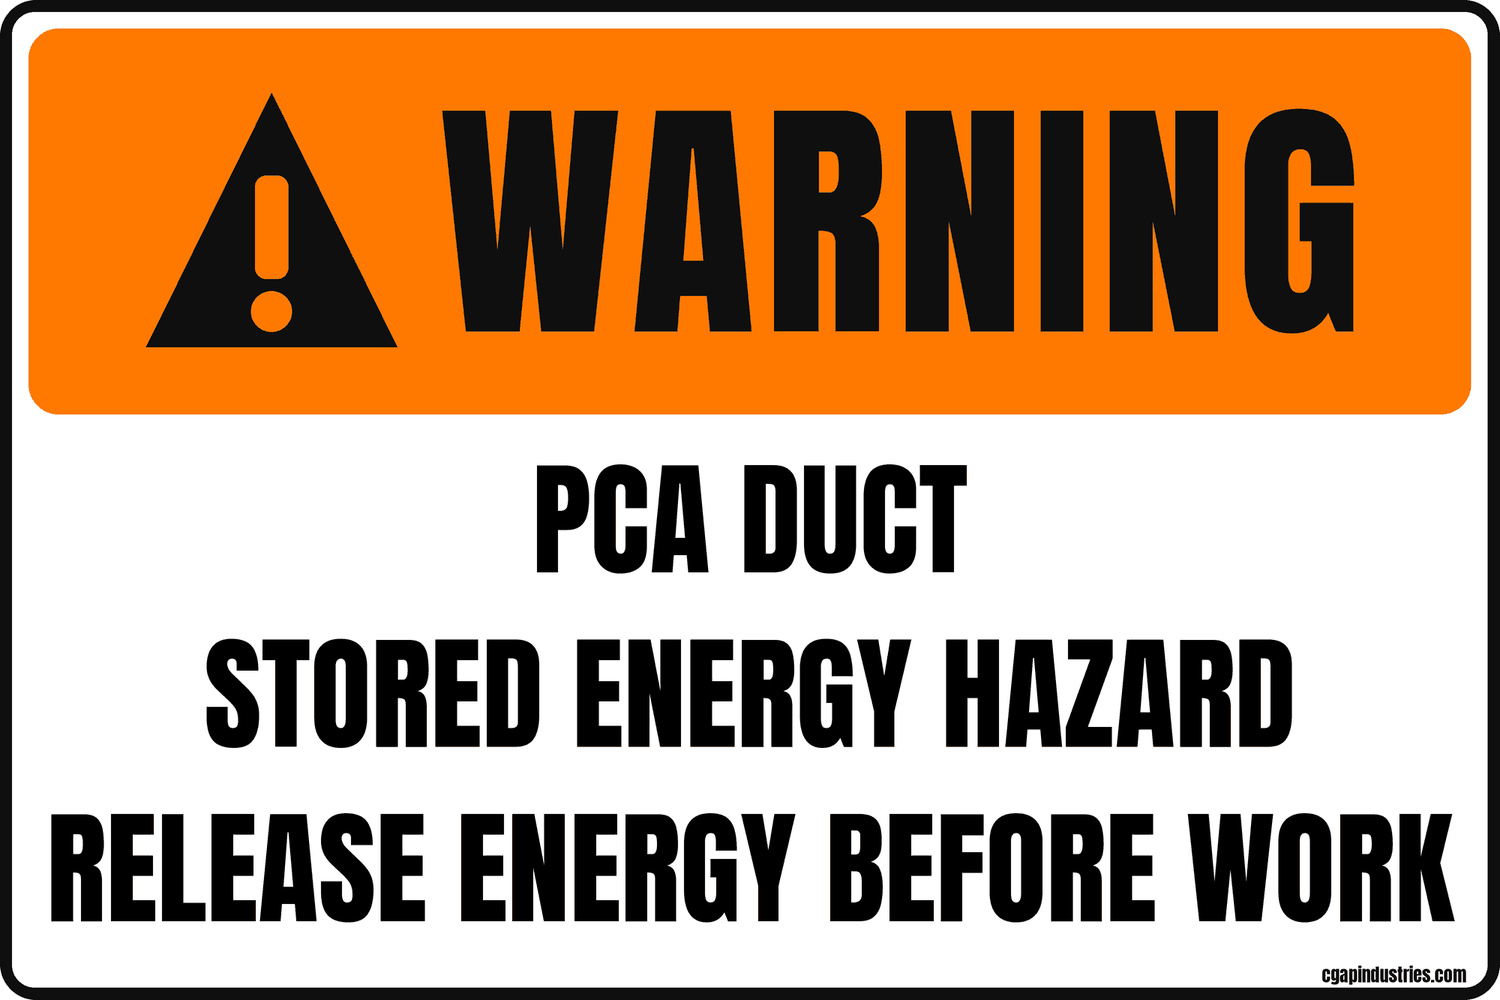 WARNING
PCA DUCT
STORED ENERGY HAZARD
RELEASE ENERGY BEFORE WORK
cgapindustries.com